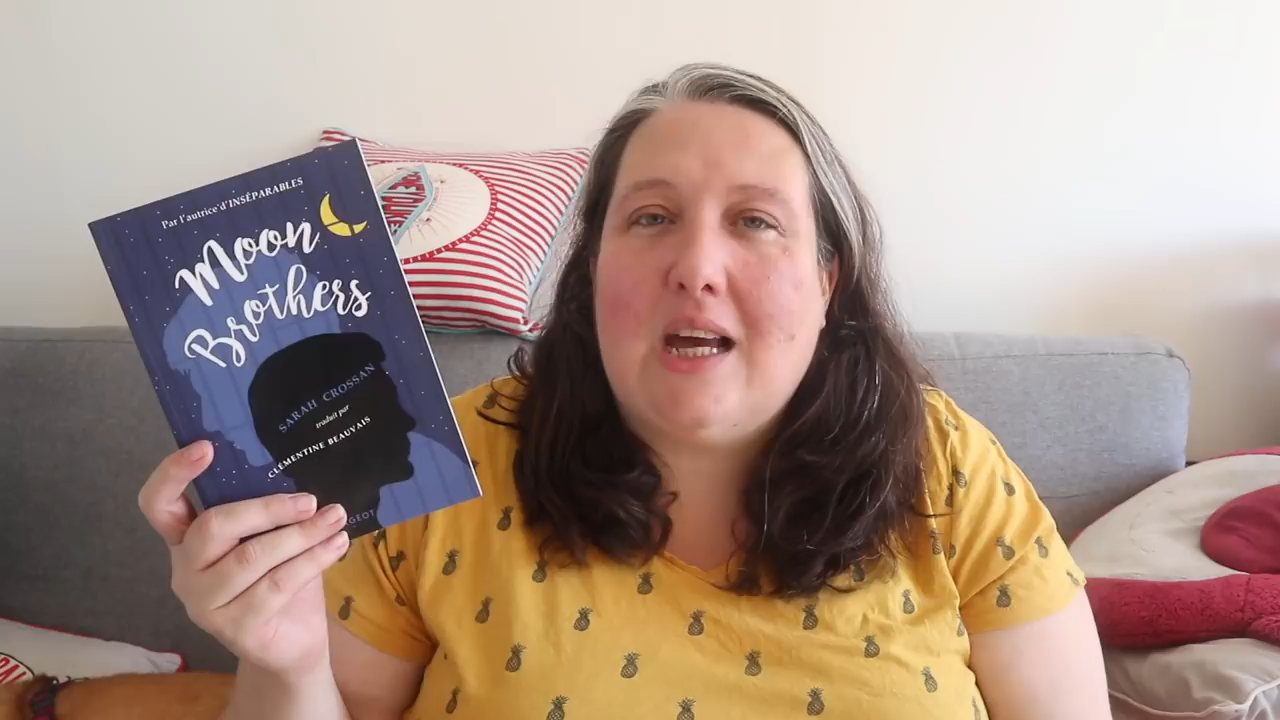 Par l'autrice d'INSÉPARABLES
Moon
Brothers
SARAH CROSSAN
traduit par
CLÉMENTINE BEAUVAIS